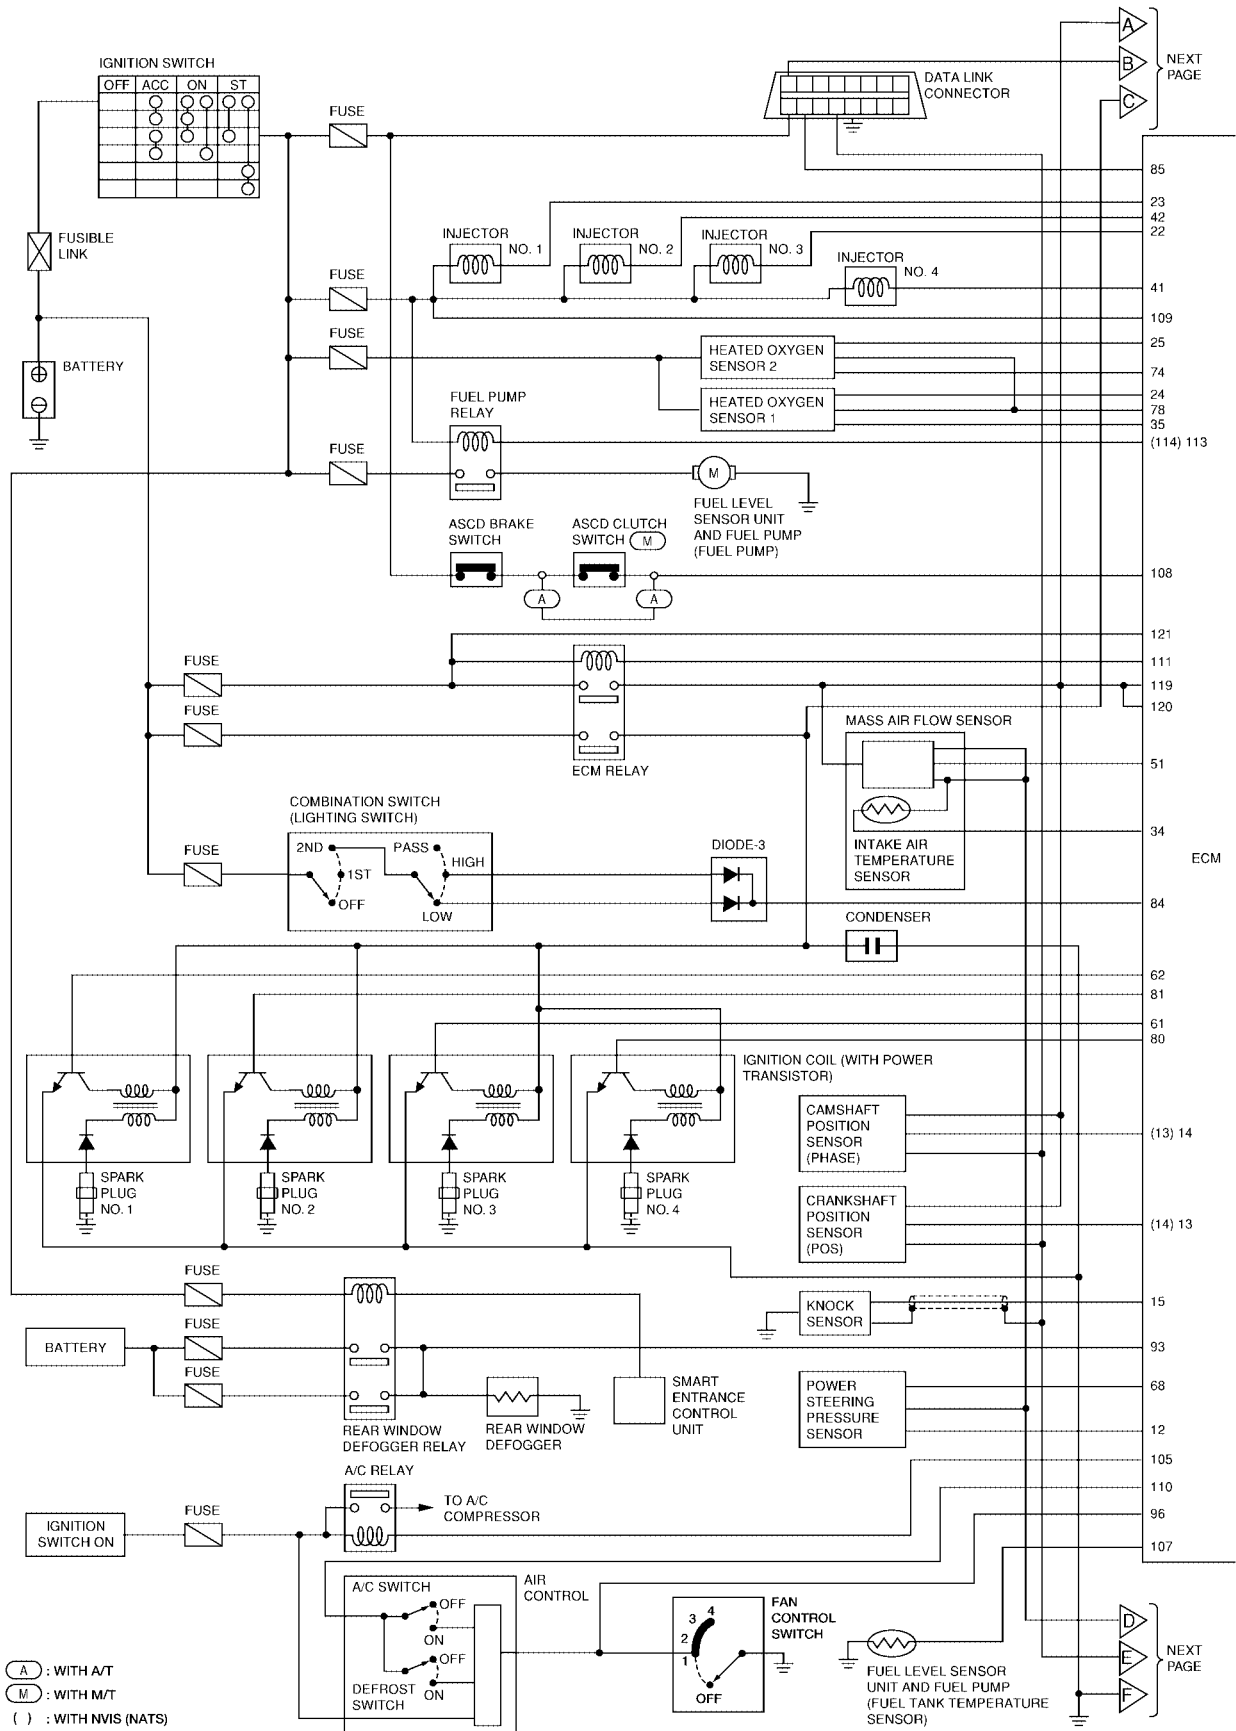 IGNITION SWITCH
OFF ACC ON ST
FUSE
DATA LINK
CONNECTOR
A
B
C
NEXT
PAGE
85
23
42
22
FUSIBLE
LINK
INJECTOR
NO. 1
INJECTOR
NO. 2
INJECTOR
NO. 3
INJECTOR
NO. 4
FUSE
41
109
FUSE
BATTERY
HEATED OXYGEN
SENSOR 2
25
74
HEATED OXYGEN
SENSOR 1
24
78
35
FUEL PUMP
RELAY
(114) 113
FUSE
M
FUEL LEVEL
SENSOR UNIT
AND FUEL PUMP
(FUEL PUMP)
ASCD BRAKE
SWITCH
ASCD CLUTCH
SWITCH M
A
A
108
121
111
FUSE
119
120
FUSE
ECM RELAY
MASS AIR FLOW SENSOR
51
34
INTAKE AIR
TEMPERATURE
SENSOR
ECM
COMBINATION SWITCH
(LIGHTING SWITCH)
FUSE
2ND
1ST
OFF
PASS
HIGH
LOW
DIODE-3
84
CONDENSER
62
81
61
80
IGNITION COIL (WITH POWER
TRANSISTOR)
SPARK
PLUG
NO. 1
SPARK
PLUG
NO. 2
SPARK
PLUG
NO. 3
SPARK
PLUG
NO. 4
CAMSHAFT
POSITION
SENSOR
(PHASE)
(13) 14
CRANKSHAFT
POSITION
SENSOR
(POS)
(14) 13
FUSE
KNOCK
SENSOR
15
BATTERY
FUSE
93
FUSE
REAR WINDOW
DEFOGGER RELAY
REAR WINDOW
DEFOGGER
SMART
ENTRANCE
CONTROL
UNIT
POWER
STEERING
PRESSURE
SENSOR
68
12
105
110
96
107
A/C RELAY
TO A/C
COMPRESSOR
IGNITION
SWITCH ON
FUSE
A/C SWITCH
OFF
ON
OFF
ON
DEFROST
SWITCH
AIR
CONTROL
4
3
2
1
OFF
FAN
CONTROL
SWITCH
FUEL LEVEL SENSOR
UNIT AND FUEL PUMP
(FUEL TANK TEMPERATURE
SENSOR)
D
E
F
NEXT
PAGE
A : WITH A/T
M : WITH M/T
( ) : WITH NVIS (NATS)